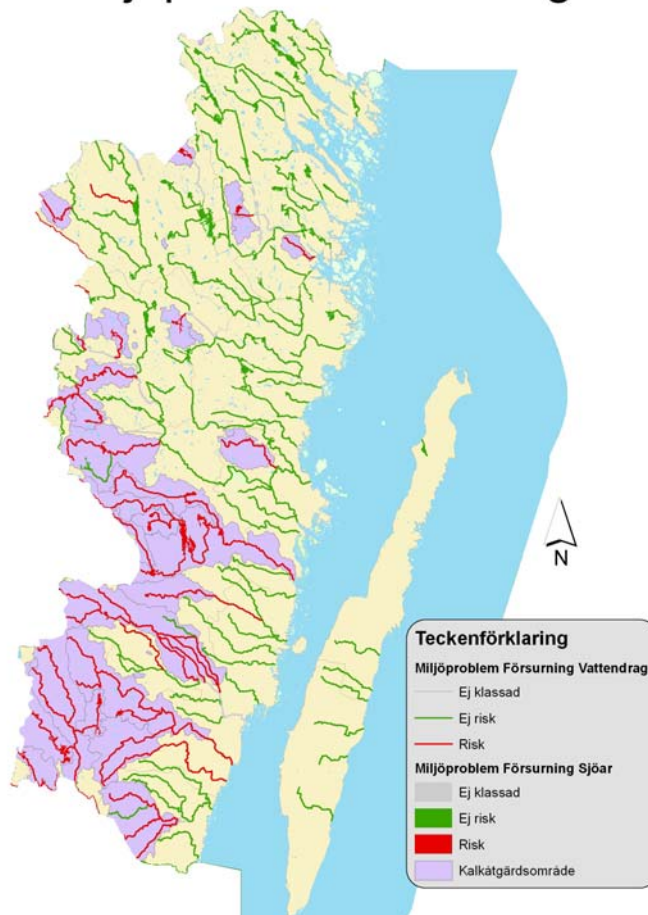 N
Teckenförklaring
Miljöproblem Försurning Vattendrag
Ej klassad
Ej risk
Risk
Miljöproblem Försurning Sjöar
Ej klassad
Ej risk
Risk
Kalkåtgärdsområde